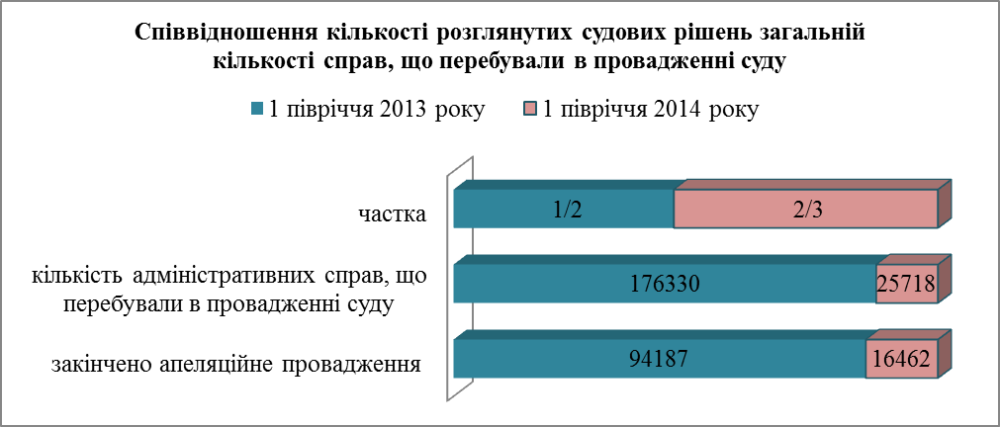 Співвідношення кількості розглянутих судових рішень загальній
кількості справ, що перебували в провадженні суду
1 півріччя 2013 року
1 півріччя 2014 року
частка
1/2
2/3
кількість адміністративних справ, що
перебували в провадженні суду
176330
25718
закінчено апеляційне провадження
94187
16462